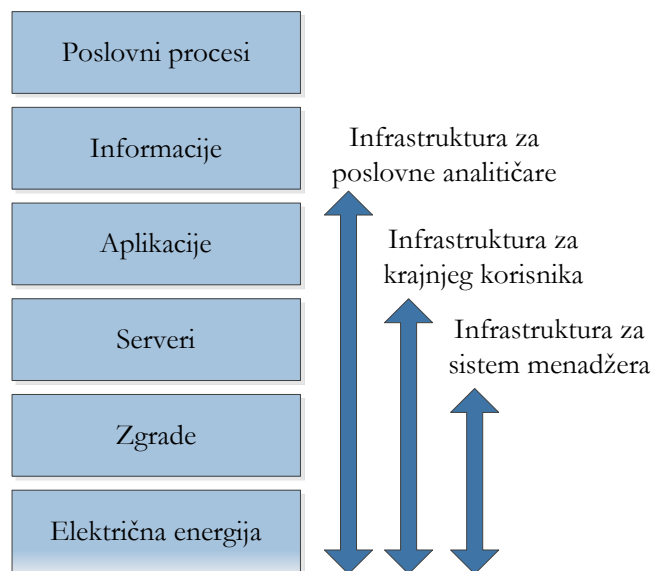 Poslovni procesi
Informacije
Aplikacije
Serveri
Zgrade
Električna energija
Infrastruktura za
poslovne analitičare
Infrastruktura za
krajnjeg korisnika
Infrastruktura za
sistem menadžera